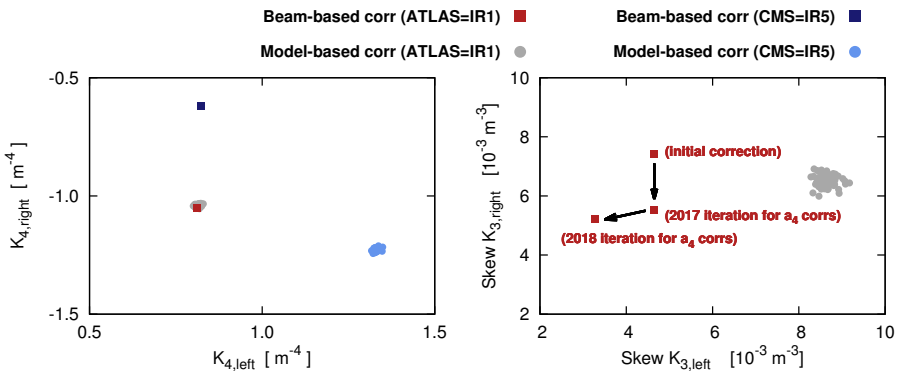 Beam-based corr (ATLAS=IR1)
Beam-based corr (CMS=IR5)
Model-based corr (ATLAS=IR1)
Model-based corr (CMS=IR5)
-0.5
-1.0
-1.5
0.5
1.0
1.5
K4,right [ m-4 ]
K4,left [ m-4 ]
10
8
6
4
2
2
4
6
8
10
Skew K3,right [10-3 m-3]
Skew K3,left [10-3 m-3]
(initial correction)
(2017 iteration for a4 corrs)
(2018 iteration for a4 corrs)